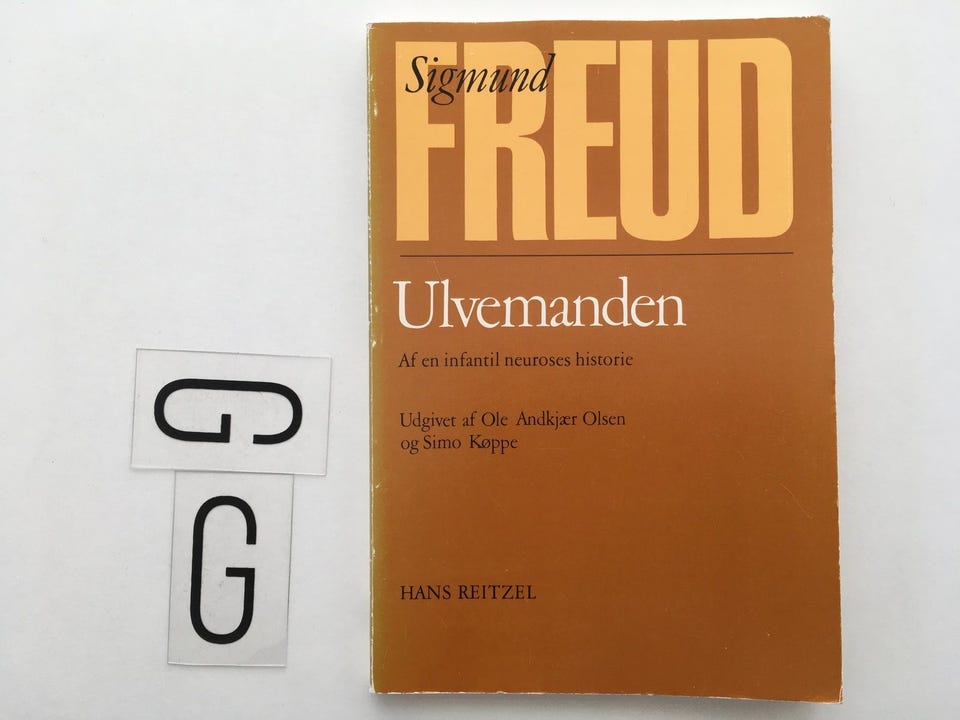 Sigmund
FREUD
Ulvemanden
Af en infantil neuroses historie
Udgivet af Ole Andkjær Olsen
og Simo Køppe
HANS REITZEL
G
G